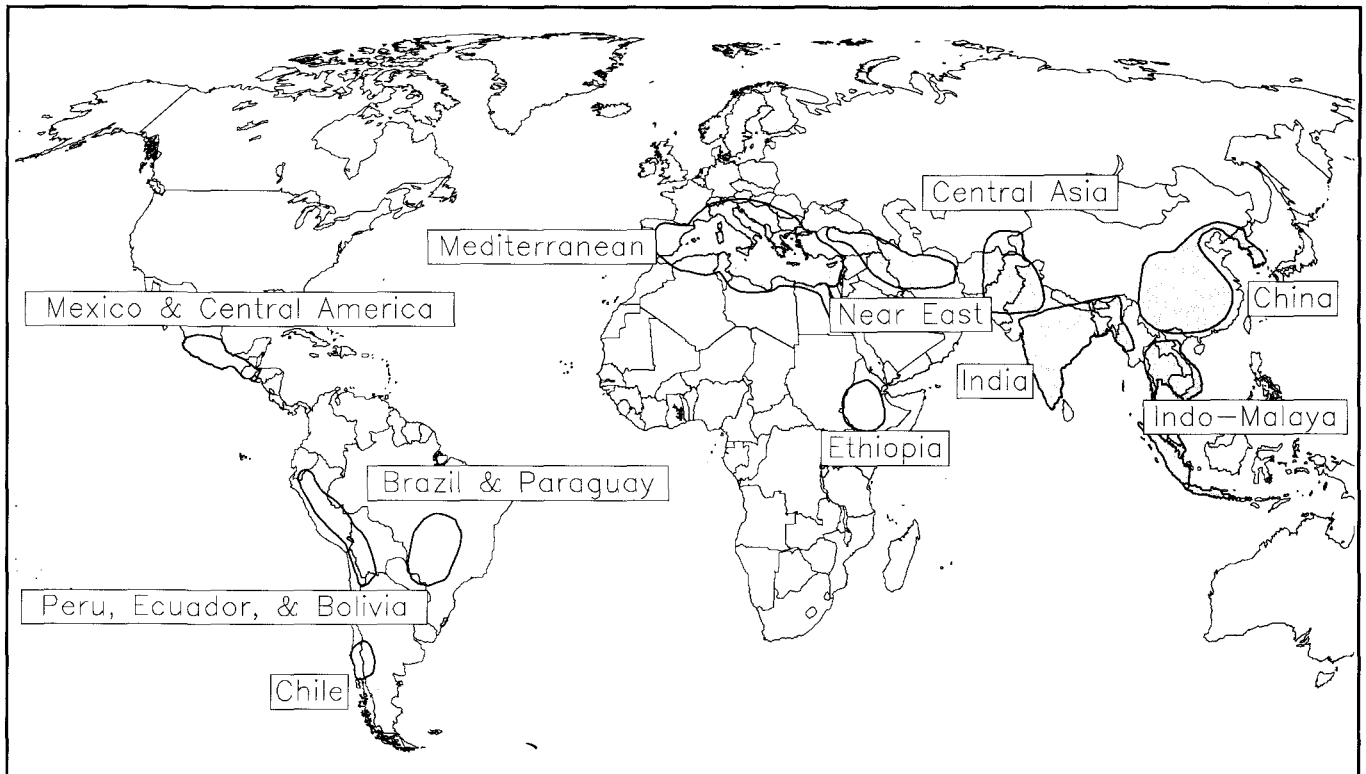 Central Asia
Mediterranean
China
Mexico & Central America
Near East
India
Indo-Malaya
Ethiopia
Brazil & Paraguay
Peru, Ecuador, & Bolivia
Chile